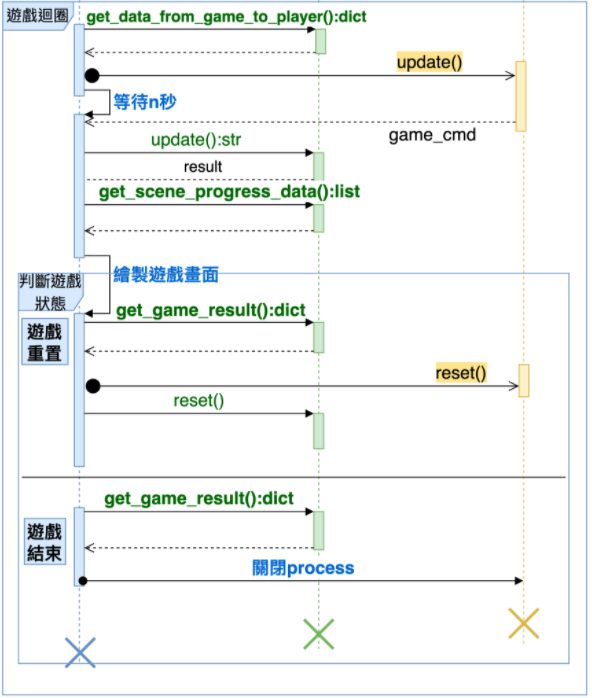 遊戲迴圈
get_data_from_game_to_player():dict
update()
等待n秒
game_cmd
update():str
result
get_scene_progress_data():list
繪製遊戲畫面
判斷遊戲
狀態
get_game_result():dict
遊戲
重置
reset()
reset()
get_game_result():dict
遊戲
結束
關閉process